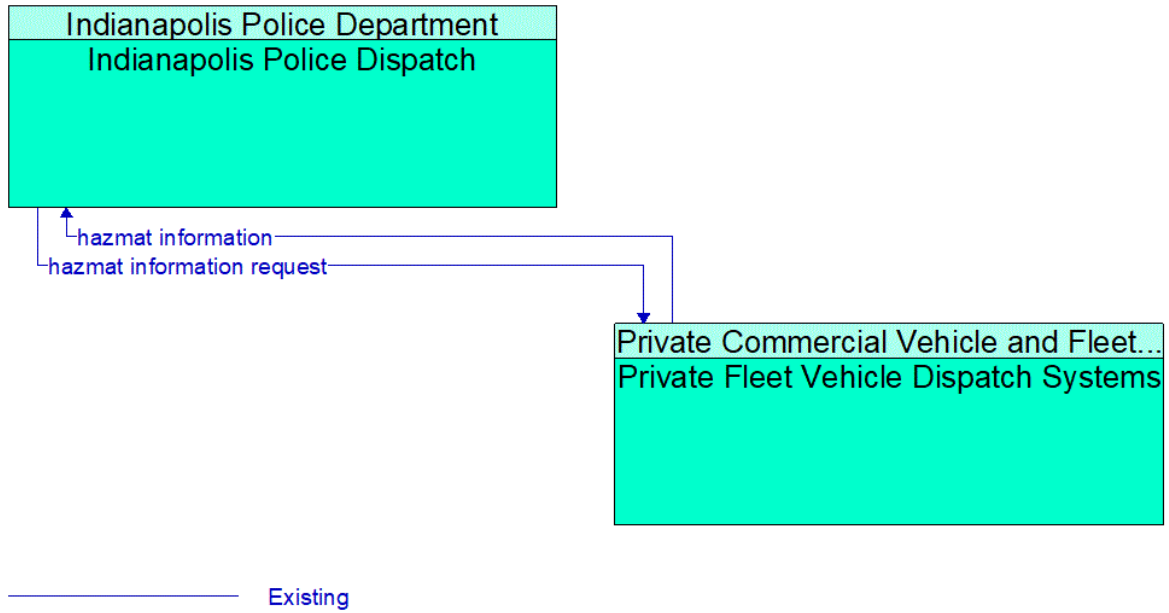 Indianapolis Police Department
Indianapolis Police Dispatch
hazmat information
hazmat information request
Private Commercial Vehicle and Fleet...
Private Fleet Vehicle Dispatch Systems
Existing